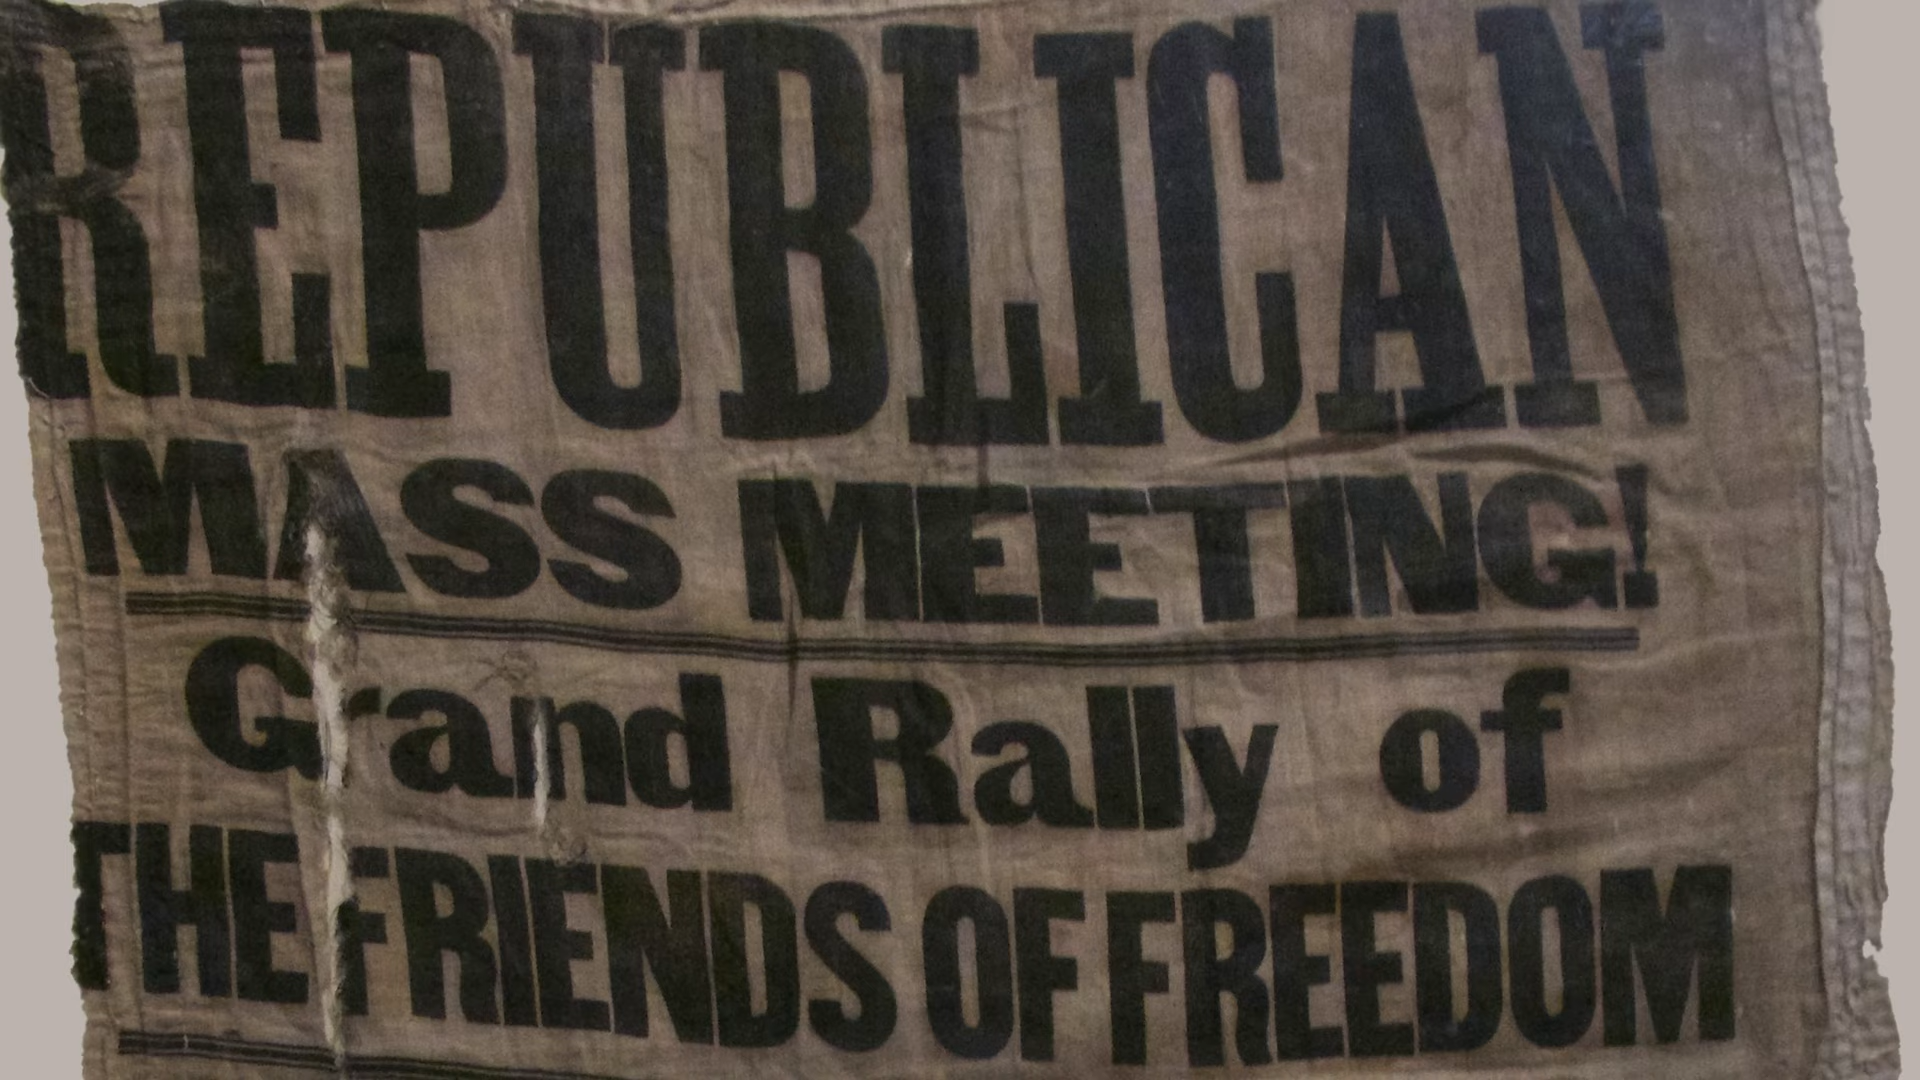 REPUBLICAN
MASS MEETING!
Grand Rally of
THE FRIENDS OF FREEDOM